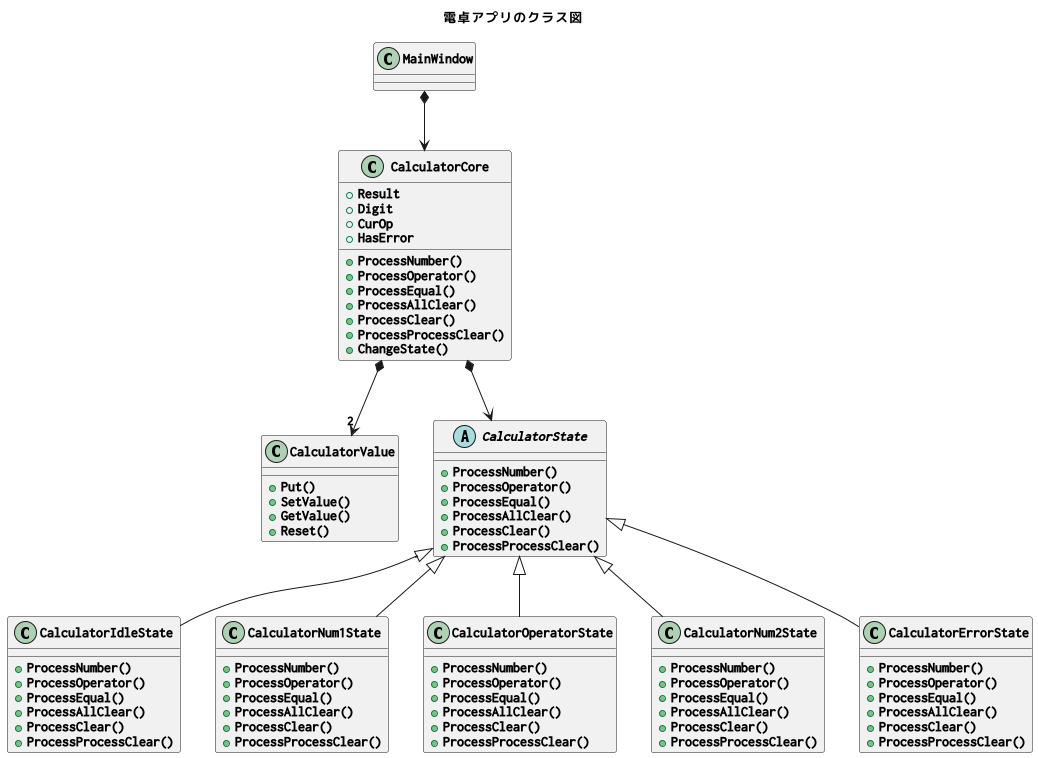 電卓アプリのクラス図
C MainWindow
C CalculatorCore
Result
Digit
CurOp
HasError
ProcessNumber()
ProcessOperator()
ProcessEqual()
ProcessAllClear()
ProcessClear()
ProcessProcessClear()
ChangeState()
2
C CalculatorValue
Put()
SetValue()
GetValue()
Reset()
A CalculatorState
ProcessNumber()
ProcessOperator()
ProcessEqual()
ProcessAllClear()
ProcessClear()
ProcessProcessClear()
C CalculatorIdleState
ProcessNumber()
ProcessOperator()
ProcessEqual()
ProcessAllClear()
ProcessClear()
ProcessProcessClear()
C CalculatorNum1State
ProcessNumber()
ProcessOperator()
ProcessEqual()
ProcessAllClear()
ProcessClear()
ProcessProcessClear()
C CalculatorOperatorState
ProcessNumber()
ProcessOperator()
ProcessEqual()
ProcessAllClear()
ProcessClear()
ProcessProcessClear()
C CalculatorNum2State
ProcessNumber()
ProcessOperator()
ProcessEqual()
ProcessAllClear()
ProcessClear()
ProcessProcessClear()
C CalculatorErrorState
ProcessNumber()
ProcessOperator()
ProcessEqual()
ProcessAllClear()
ProcessClear()
ProcessProcessClear()